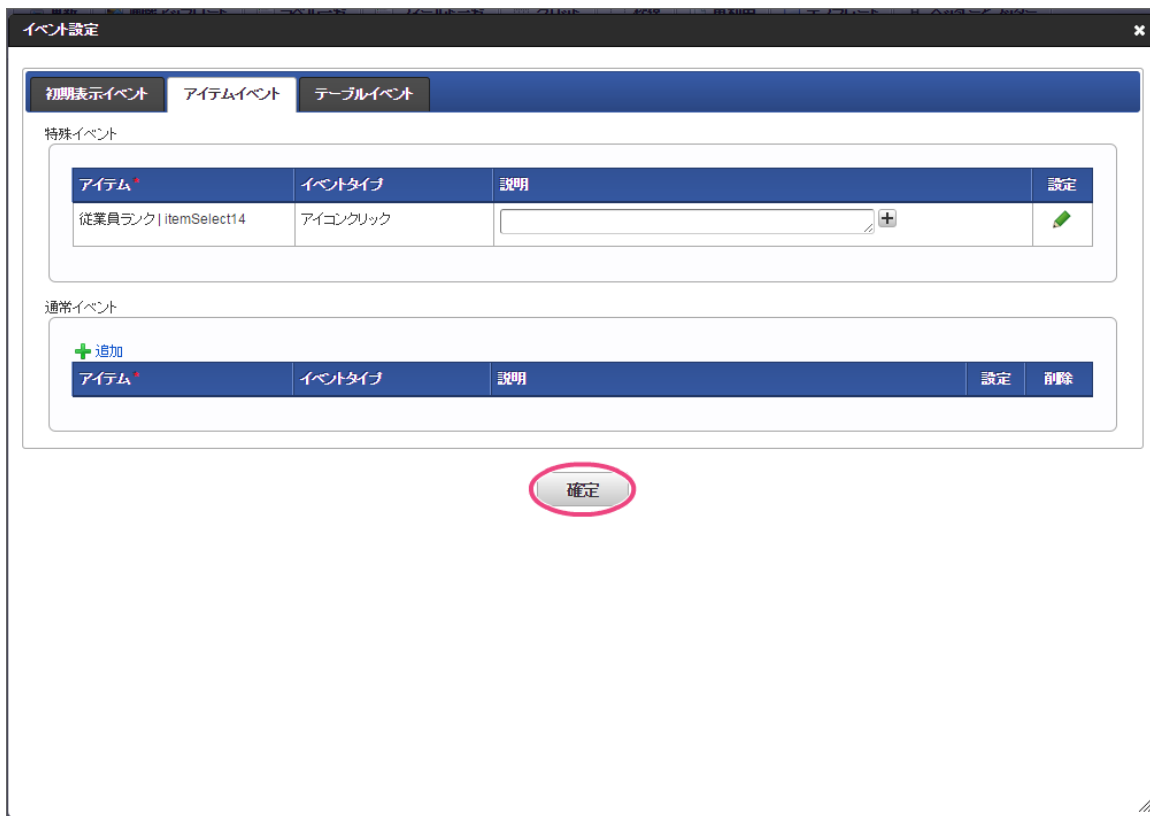 イベント設定
初期表示イベント アイテムイベント テーブルイベント
特殊イベント
アイテム* イベントタイプ 説明 設定
従業員ランク | itemSelect14 アイコンクリック
通常イベント
追加
アイテム* イベントタイプ 説明 設定 削除
確定